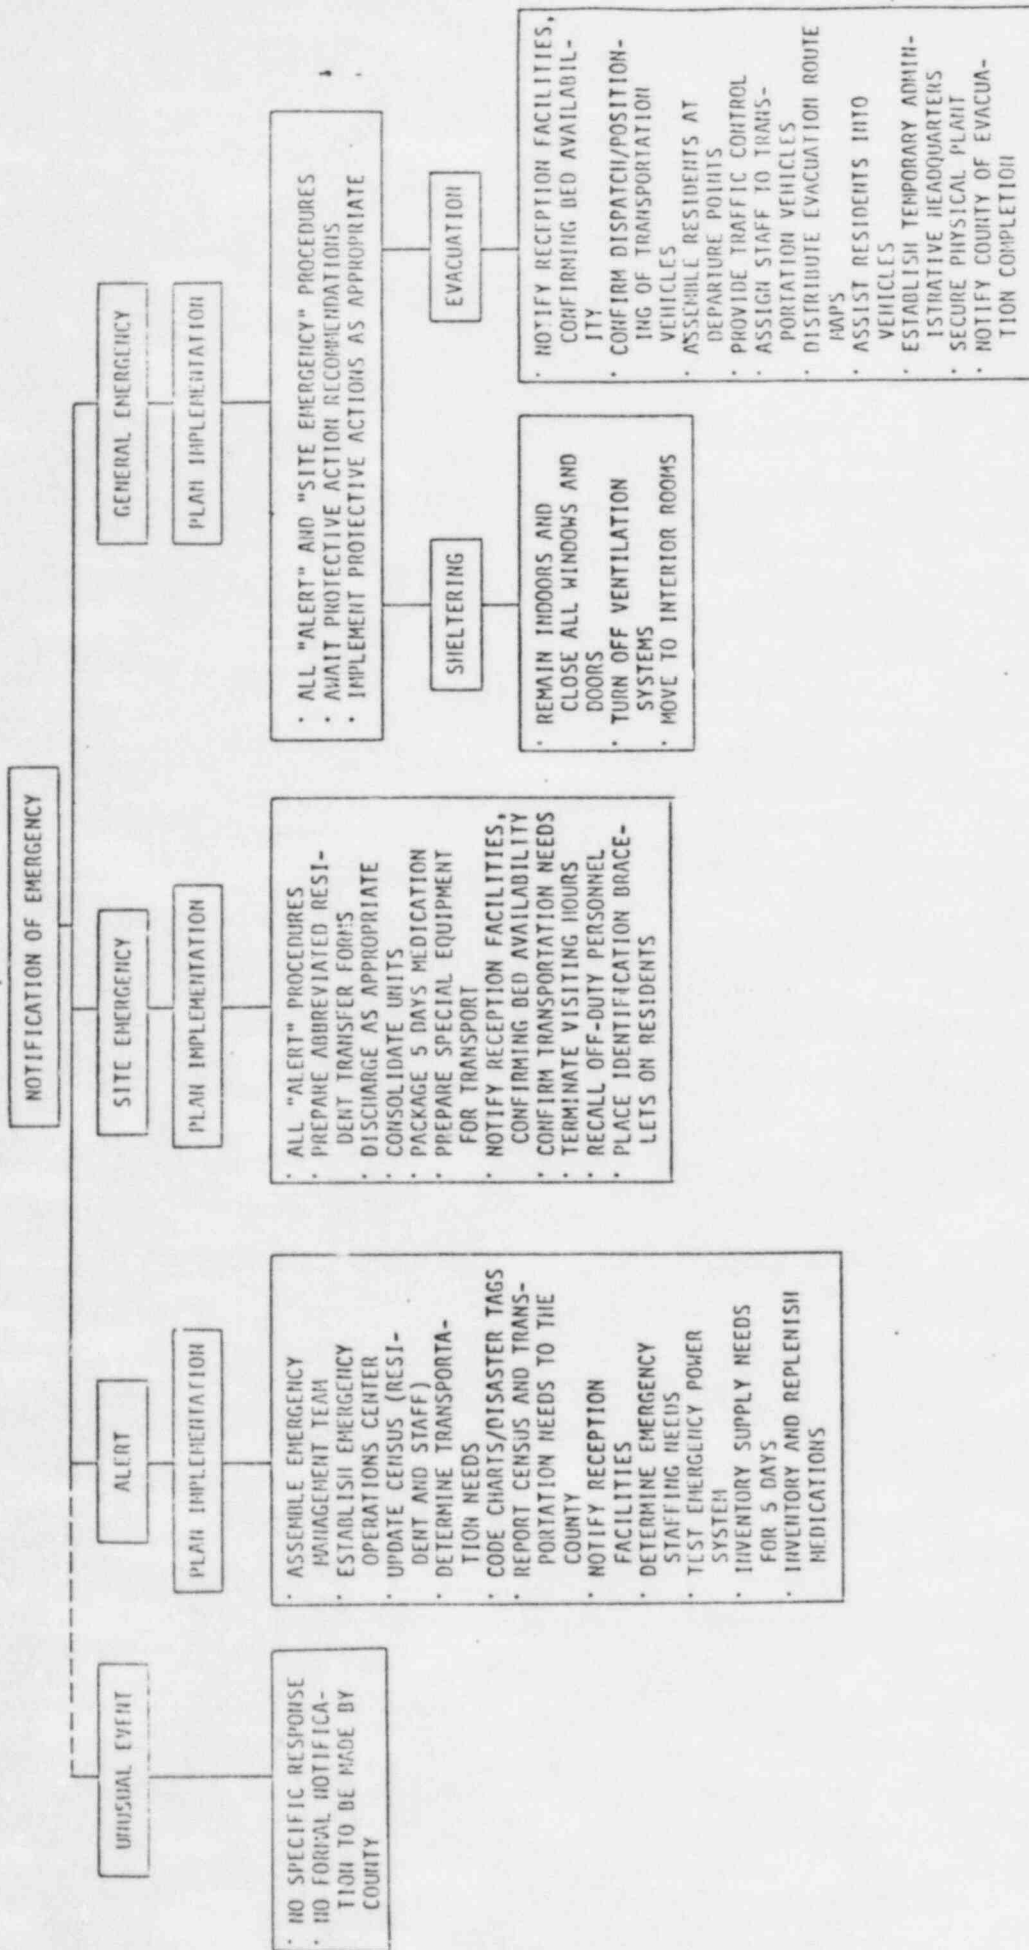 NOTIFICATION OF EMERGENCY
UNUSUAL EVENT
· NO SPECIFIC RESPONSE
· NO FORMAL NOTIFICA-
TION TO BE MADE BY
COUNTY
ALERT
PLAN IMPLEMENTATION
· ASSEMBLE EMERGENCY
MANAGEMENT TEAM
· ESTABLISH EMERGENCY
OPERATIONS CENTER
· UPDATE CENSUS (RESI-
DENT AND STAFF)
· DETERMINE TRANSPORTA-
TION NEEDS
· CODE CHARTS/DISASTER TAGS
· REPORT CENSUS AND TRANS-
PORTATION NEEDS TO THE
COUNTY
· NOTIFY RECEPTION
FACILITIES
· DETERMINE EMERGENCY
STAFFING NEEDS
· TEST EMERGENCY POWER
SYSTEM
· INVENTORY SUPPLY NEEDS
FOR 5 DAYS
· INVENTORY AND REPLENISH
MEDICATIONS
SITE EMERGENCY
PLAN IMPLEMENTATION
· ALL "ALERT" PROCEDURES
· PREPARE ABBREVIATED RESI-
DENT TRANSFER FORMS
· DISCHARGE AS APPROPRIATE
· CONSOLIDATE UNITS
· PACKAGE 5 DAYS MEDICATION
· PREPARE SPECIAL EQUIPMENT
FOR TRANSPORT
· NOTIFY RECEPTION FACILITIES,
CONFIRMING BED AVAILABILITY
· CONFIRM TRANSPORTATION NEEDS
· TERMINATE VISITING HOURS
· RECALL OFF-DUTY PERSONNEL
· PLACE IDENTIFICATION BRACE-
LETS ON RESIDENTS
GENERAL EMERGENCY
PLAN IMPLEMENTATION
· ALL "ALERT" AND "SITE EMERGENCY" PROCEDURES
· AWAIT PROTECTIVE ACTION RECOMMENDATIONS
· IMPLEMENT PROTECTIVE ACTIONS AS APPROPRIATE
SHELTERING
· REMAIN INDOORS AND
CLOSE ALL WINDOWS AND
DOORS
· TURN OFF VENTILATION
SYSTEMS
· MOVE TO INTERIOR ROOMS
EVACUATION
· NOTIFY RECEPTION FACILITIES,
CONFIRMING BED AVAILABIL-
ITY
· CONFIRM DISPATCH/POSITION-
ING OF TRANSPORTATION
VEHICLES
· ASSEMBLE RESIDENTS AT
DEPARTURE POINTS
· PROVIDE TRAFFIC CONTROL
· ASSIGN STAFF TO TRANS-
PORTATION VEHICLES
· DISTRIBUTE EVACUATION ROUTE
MAPS
· ASSIST RESIDENTS INTO
VEHICLES
· ESTABLISH TEMPORARY ADMIN-
ISTRATIVE HEADQUARTERS
· SECURE PHYSICAL PLANT
· NOTIFY COUNTY OF EVACUA-
TION COMPLETION